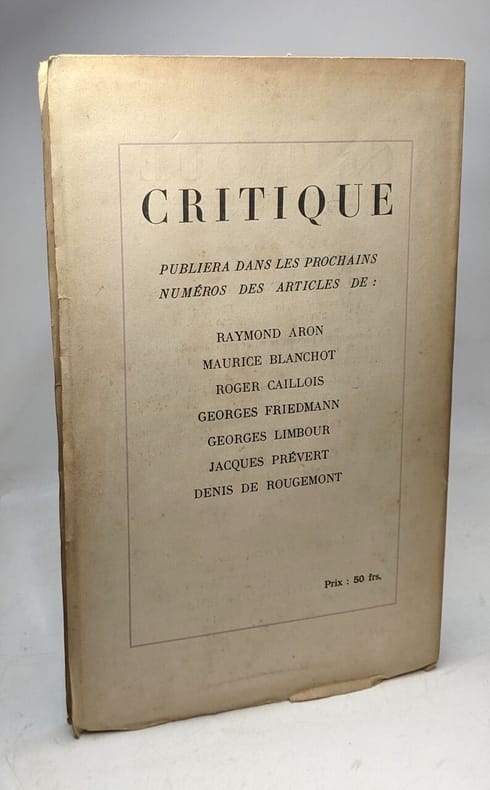 CRITIQUE
PUBLIERA DANS LES PROCHAINS
NUMÉROS DES ARTICLES DE :
RAYMOND ARON
MAURICE BLANCHOT
ROGER CAILLOIS
GEORGES FRIEDMANN
GEORGES LIMBOUR
JACQUES PRÉVERT
DENIS DE ROUGEMONT
Prix : 50 frs.